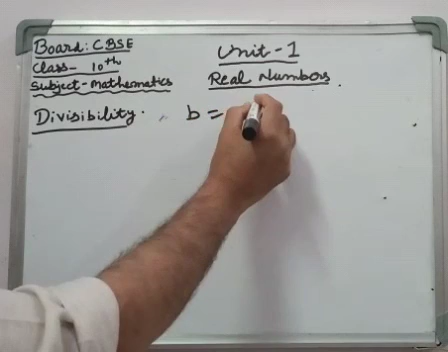 Board: CBSE
Class- 10th
Subject-Mathematics
Unit-1
Real Numbers.
Divisibility. b =